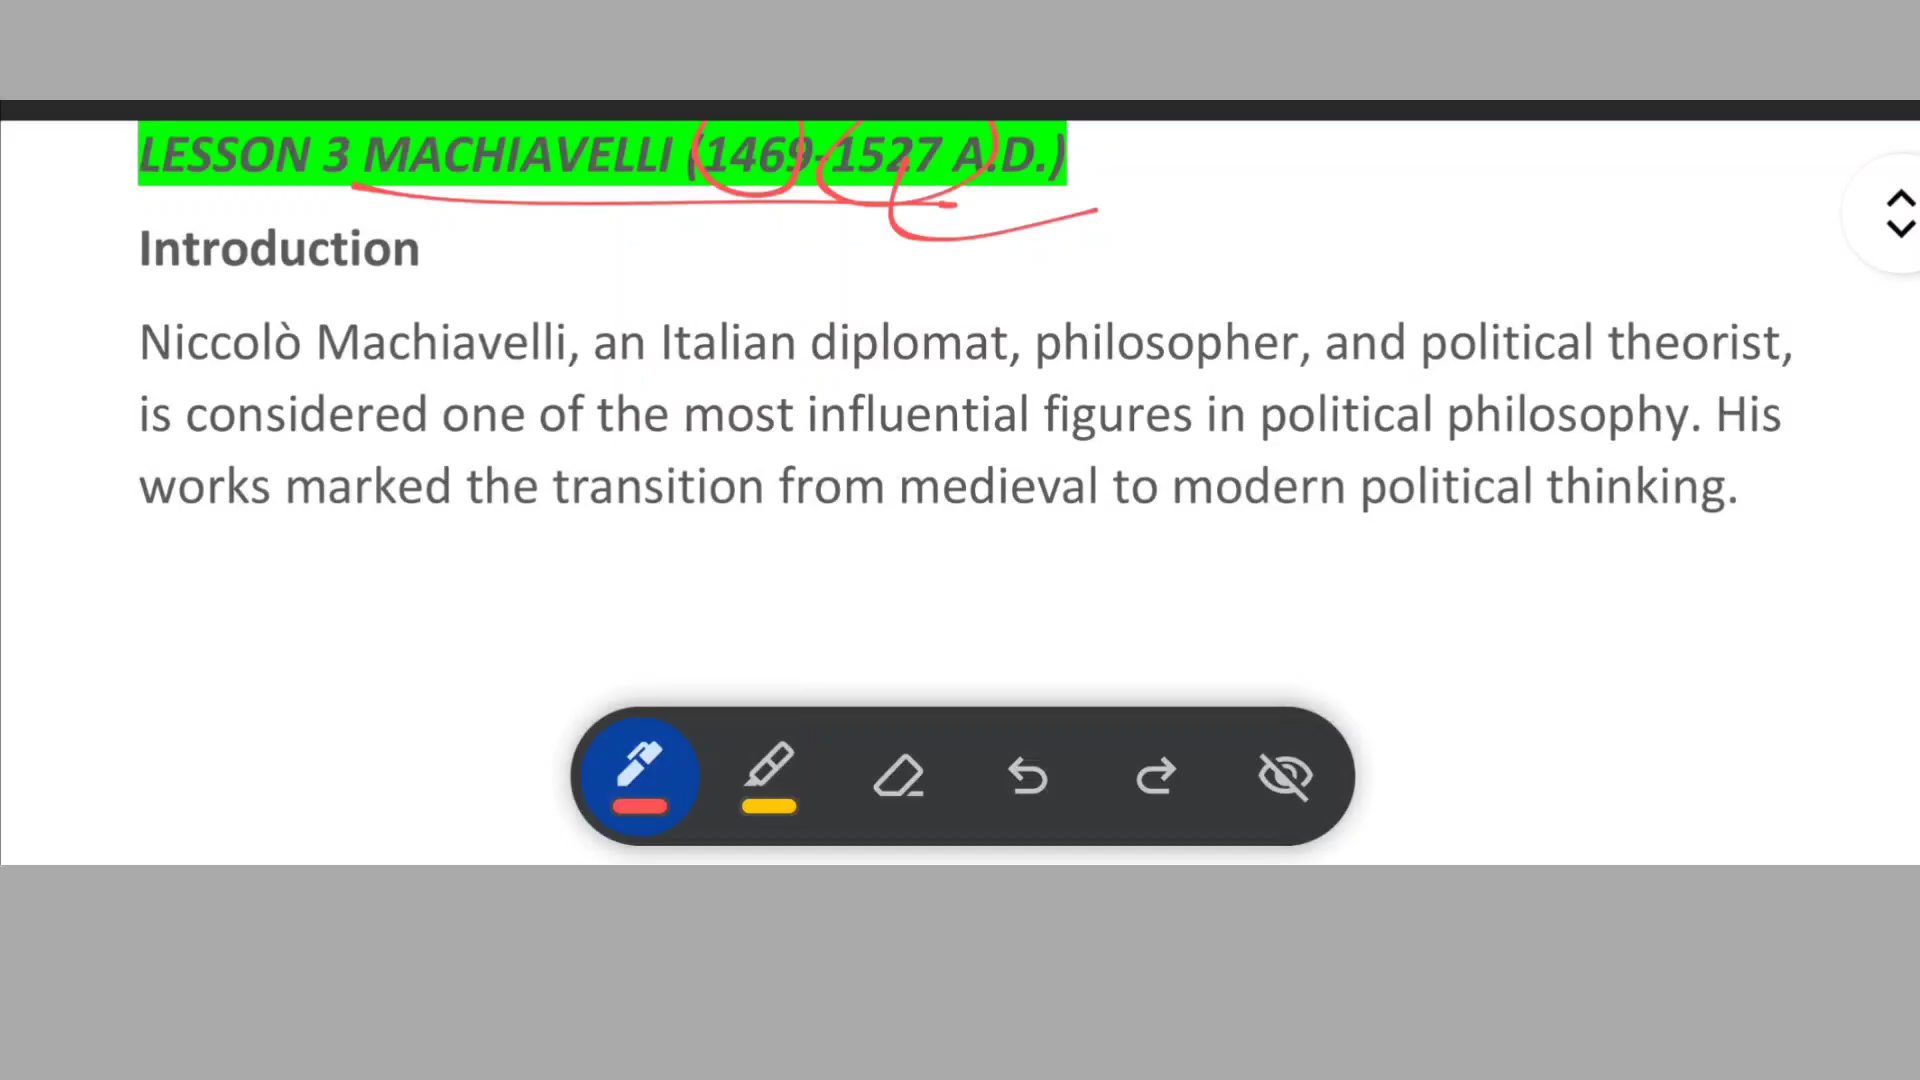 LESSON 3 MACHIAVELLI (1469-1527 A.D.)
Introduction
Niccolò Machiavelli, an Italian diplomat, philosopher, and political theorist,
is considered one of the most influential figures in political philosophy. His
works marked the transition from medieval to modern political thinking.